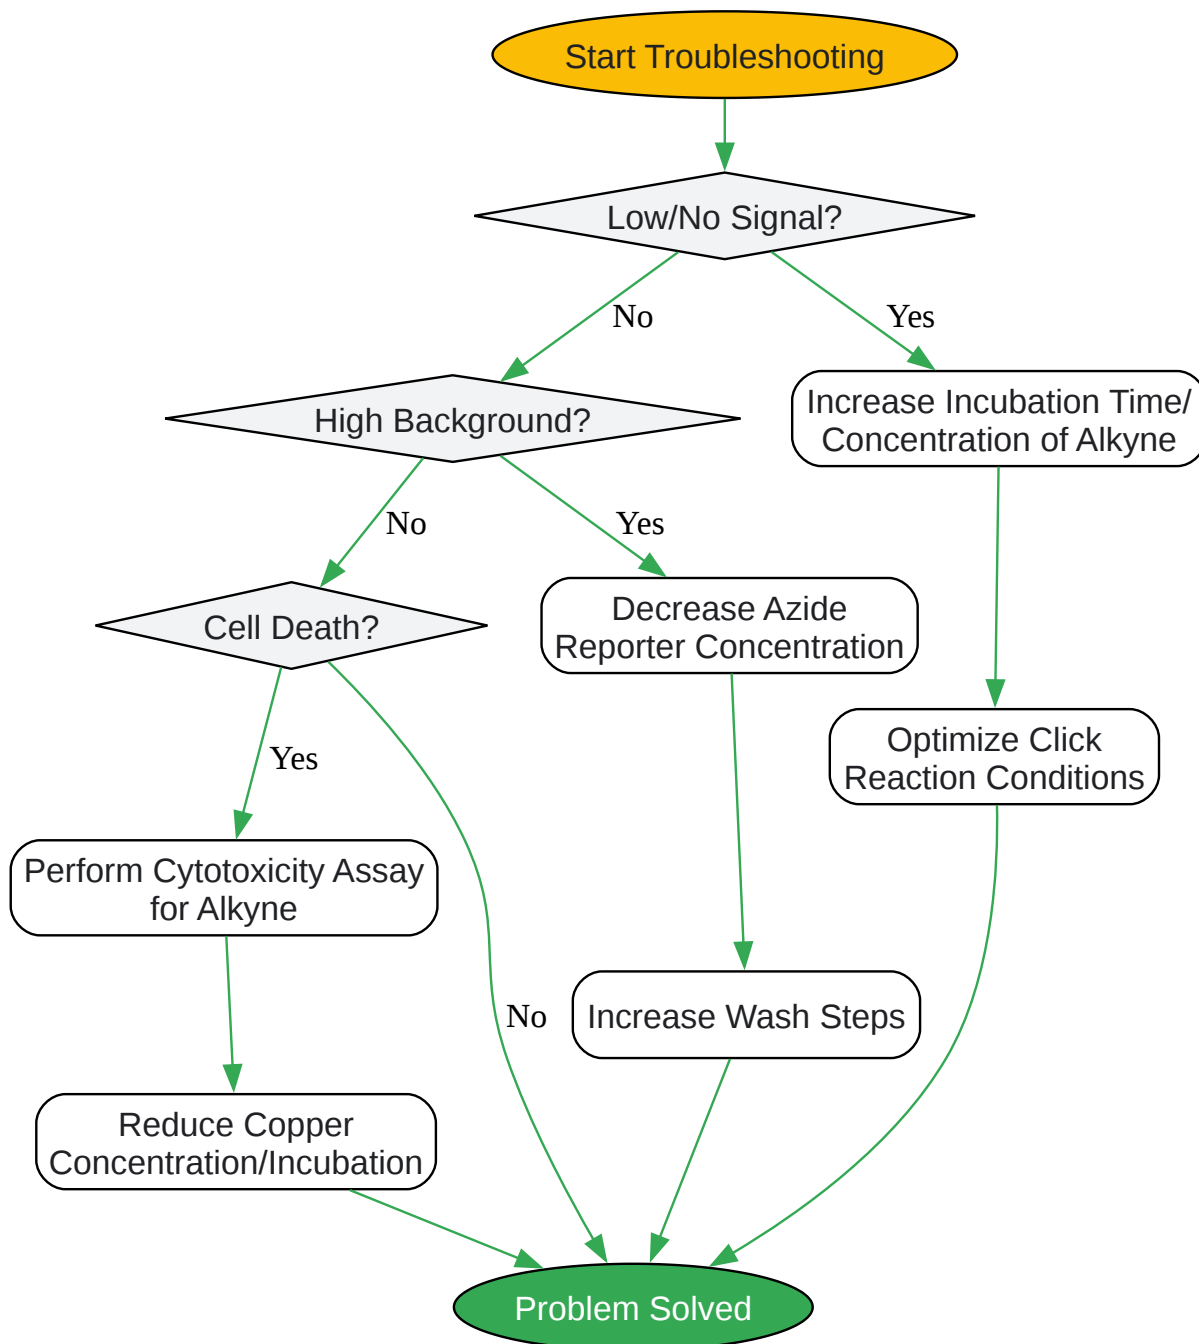 Start Troubleshooting
Low/No Signal?
No
Yes
High Background?
Increase Incubation Time/
Concentration of Alkyne
No
Yes
Cell Death?
Decrease Azide
Reporter Concentration
Yes
Optimize Click
Reaction Conditions
Perform Cytotoxicity Assay
for Alkyne
No
Increase Wash Steps
Reduce Copper
Concentration/Incubation
Problem Solved